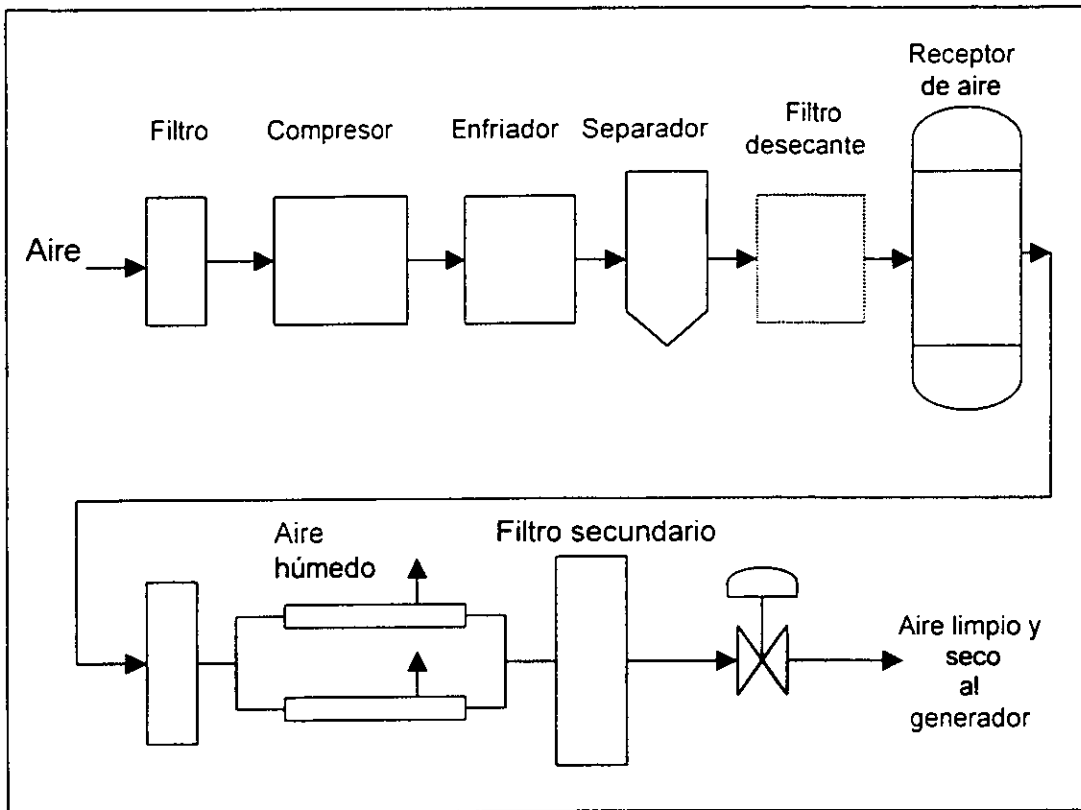 Receptor
de aire
Filtro
Compresor
Enfriador
Separador
Filtro
desecante
Aire
Aire
húmedo
Filtro secundario
Aire limpio y
seco
al
generador